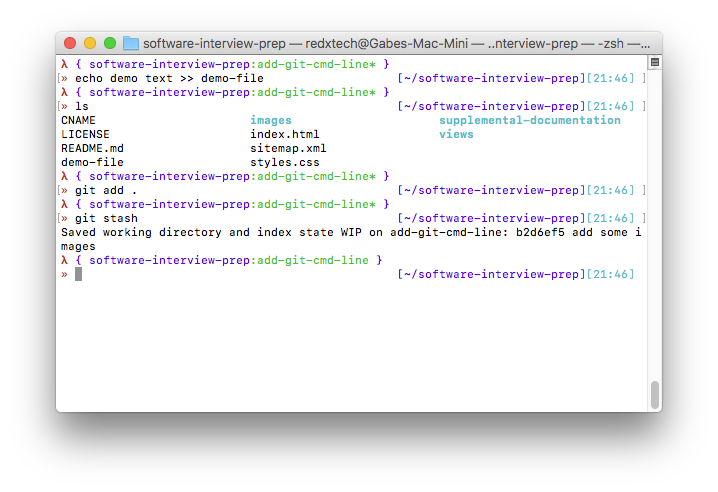 software-interview-prep — redxtech@Gabes-Mac-Mini — ..nterview-prep — -zsh —...
λ { software-interview-prep:add-git-cmd-line* }
[» echo demo text >> demo-file [~/software-interview-prep][21:46] ]
λ { software-interview-prep:add-git-cmd-line* }
[» ls [~/software-interview-prep][21:46] ]
CNAME images supplemental-documentation
LICENSE index.html views
README.md sitemap.xml
demo-file styles.css
λ { software-interview-prep:add-git-cmd-line* }
[» git add . [~/software-interview-prep][21:46] ]
λ { software-interview-prep:add-git-cmd-line* }
[» git stash [~/software-interview-prep][21:46] ]
Saved working directory and index state WIP on add-git-cmd-line: b2d6ef5 add some i
mages
λ { software-interview-prep:add-git-cmd-line }
» [~/software-interview-prep][21:46]